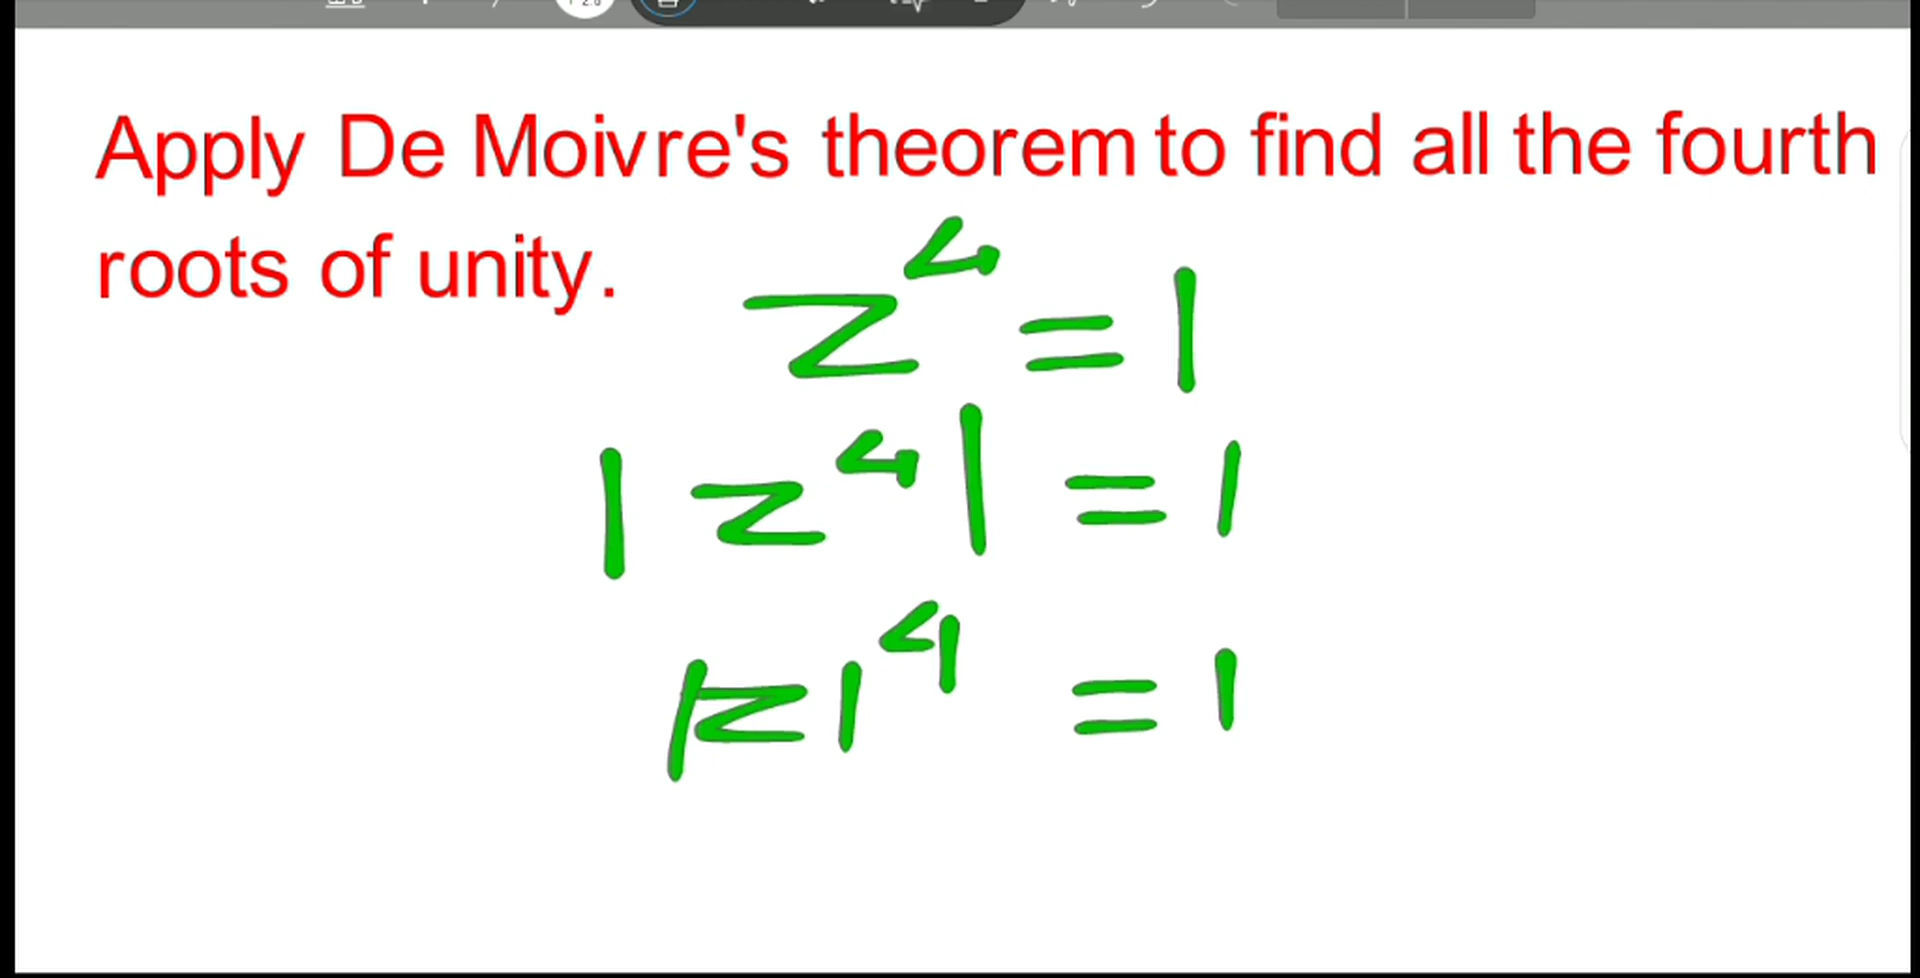 Apply De Moivre's theorem to find all the fourth
roots of unity.
z⁴ = 1
|z⁴| = 1
|z|⁴ = 1